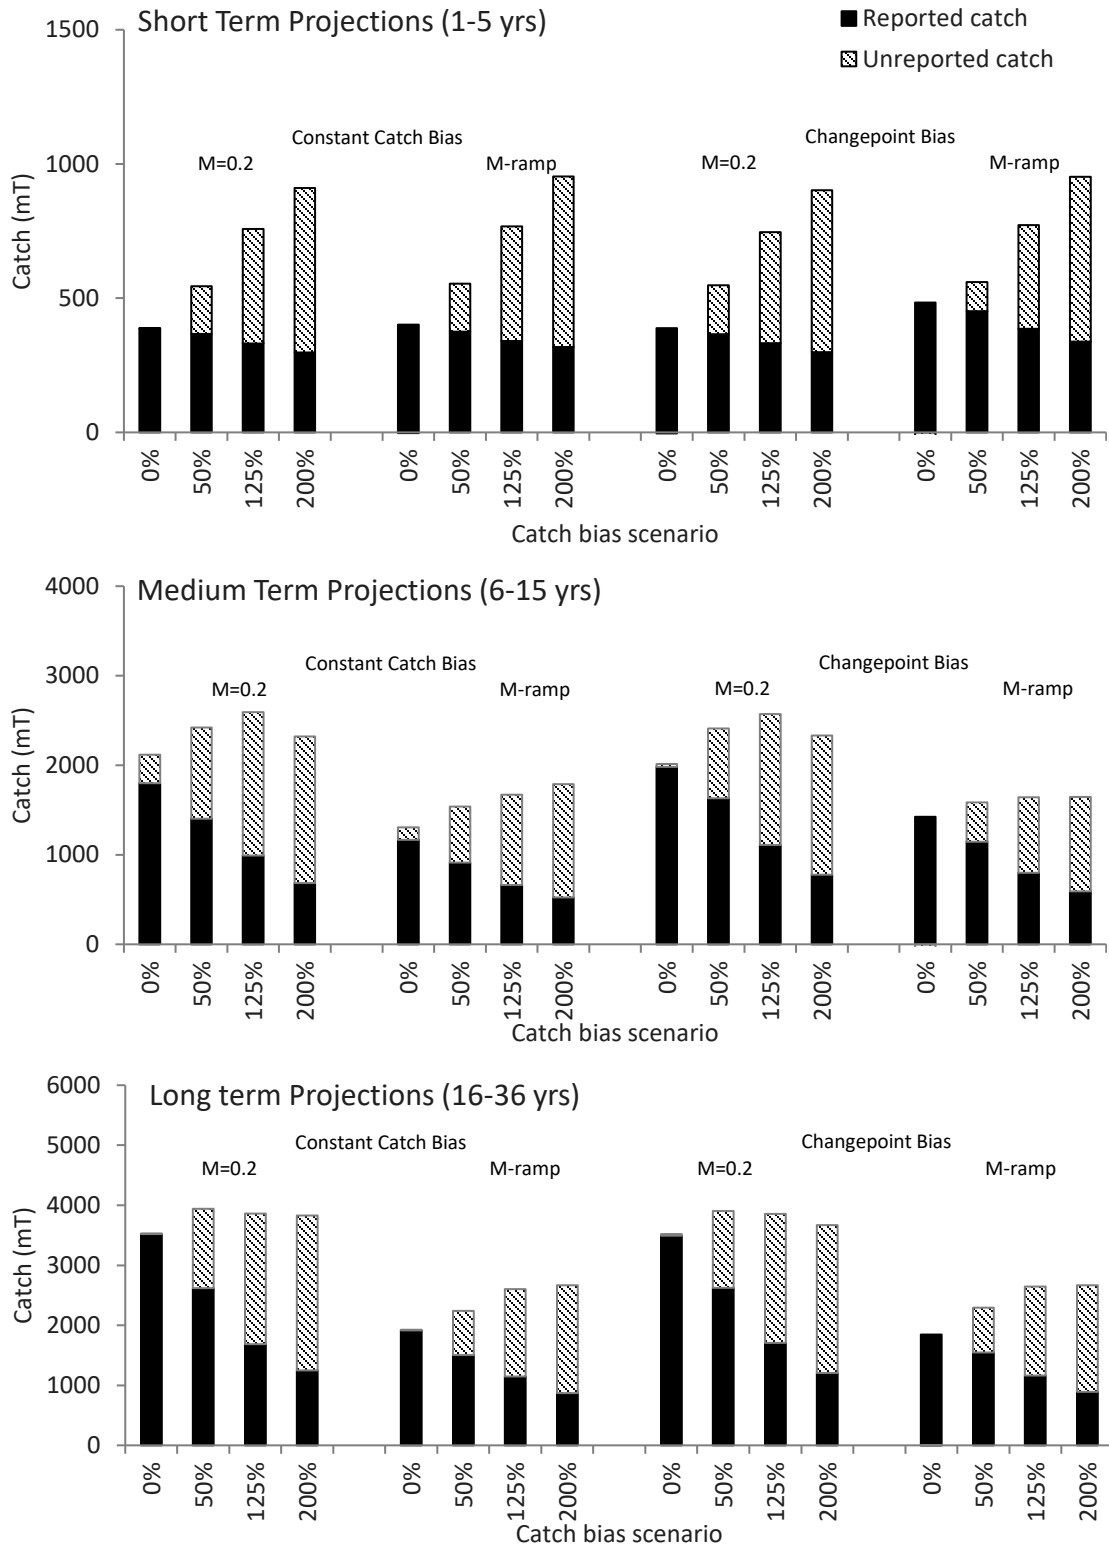 Short Term Projections (1-5 yrs)
Reported catch
Unreported catch
Constant Catch Bias
Changepoint Bias
M=0.2
M-ramp
M=0.2
M-ramp
Catch (mT)
1500
1000
500
0
0%
50%
125%
200%
0%
50%
125%
200%
0%
50%
125%
200%
0%
50%
125%
200%
Catch bias scenario
Medium Term Projections (6-15 yrs)
Constant Catch Bias
Changepoint Bias
M=0.2
M-ramp
M=0.2
M-ramp
Catch (mT)
4000
3000
2000
1000
0
0%
50%
125%
200%
0%
50%
125%
200%
0%
50%
125%
200%
0%
50%
125%
200%
Catch bias scenario
Long term Projections (16-36 yrs)
Constant Catch Bias
Changepoint Bias
M=0.2
M-ramp
M=0.2
M-ramp
Catch (mT)
6000
5000
4000
3000
2000
1000
0
0%
50%
125%
200%
0%
50%
125%
200%
0%
50%
125%
200%
0%
50%
125%
200%
Catch bias scenario